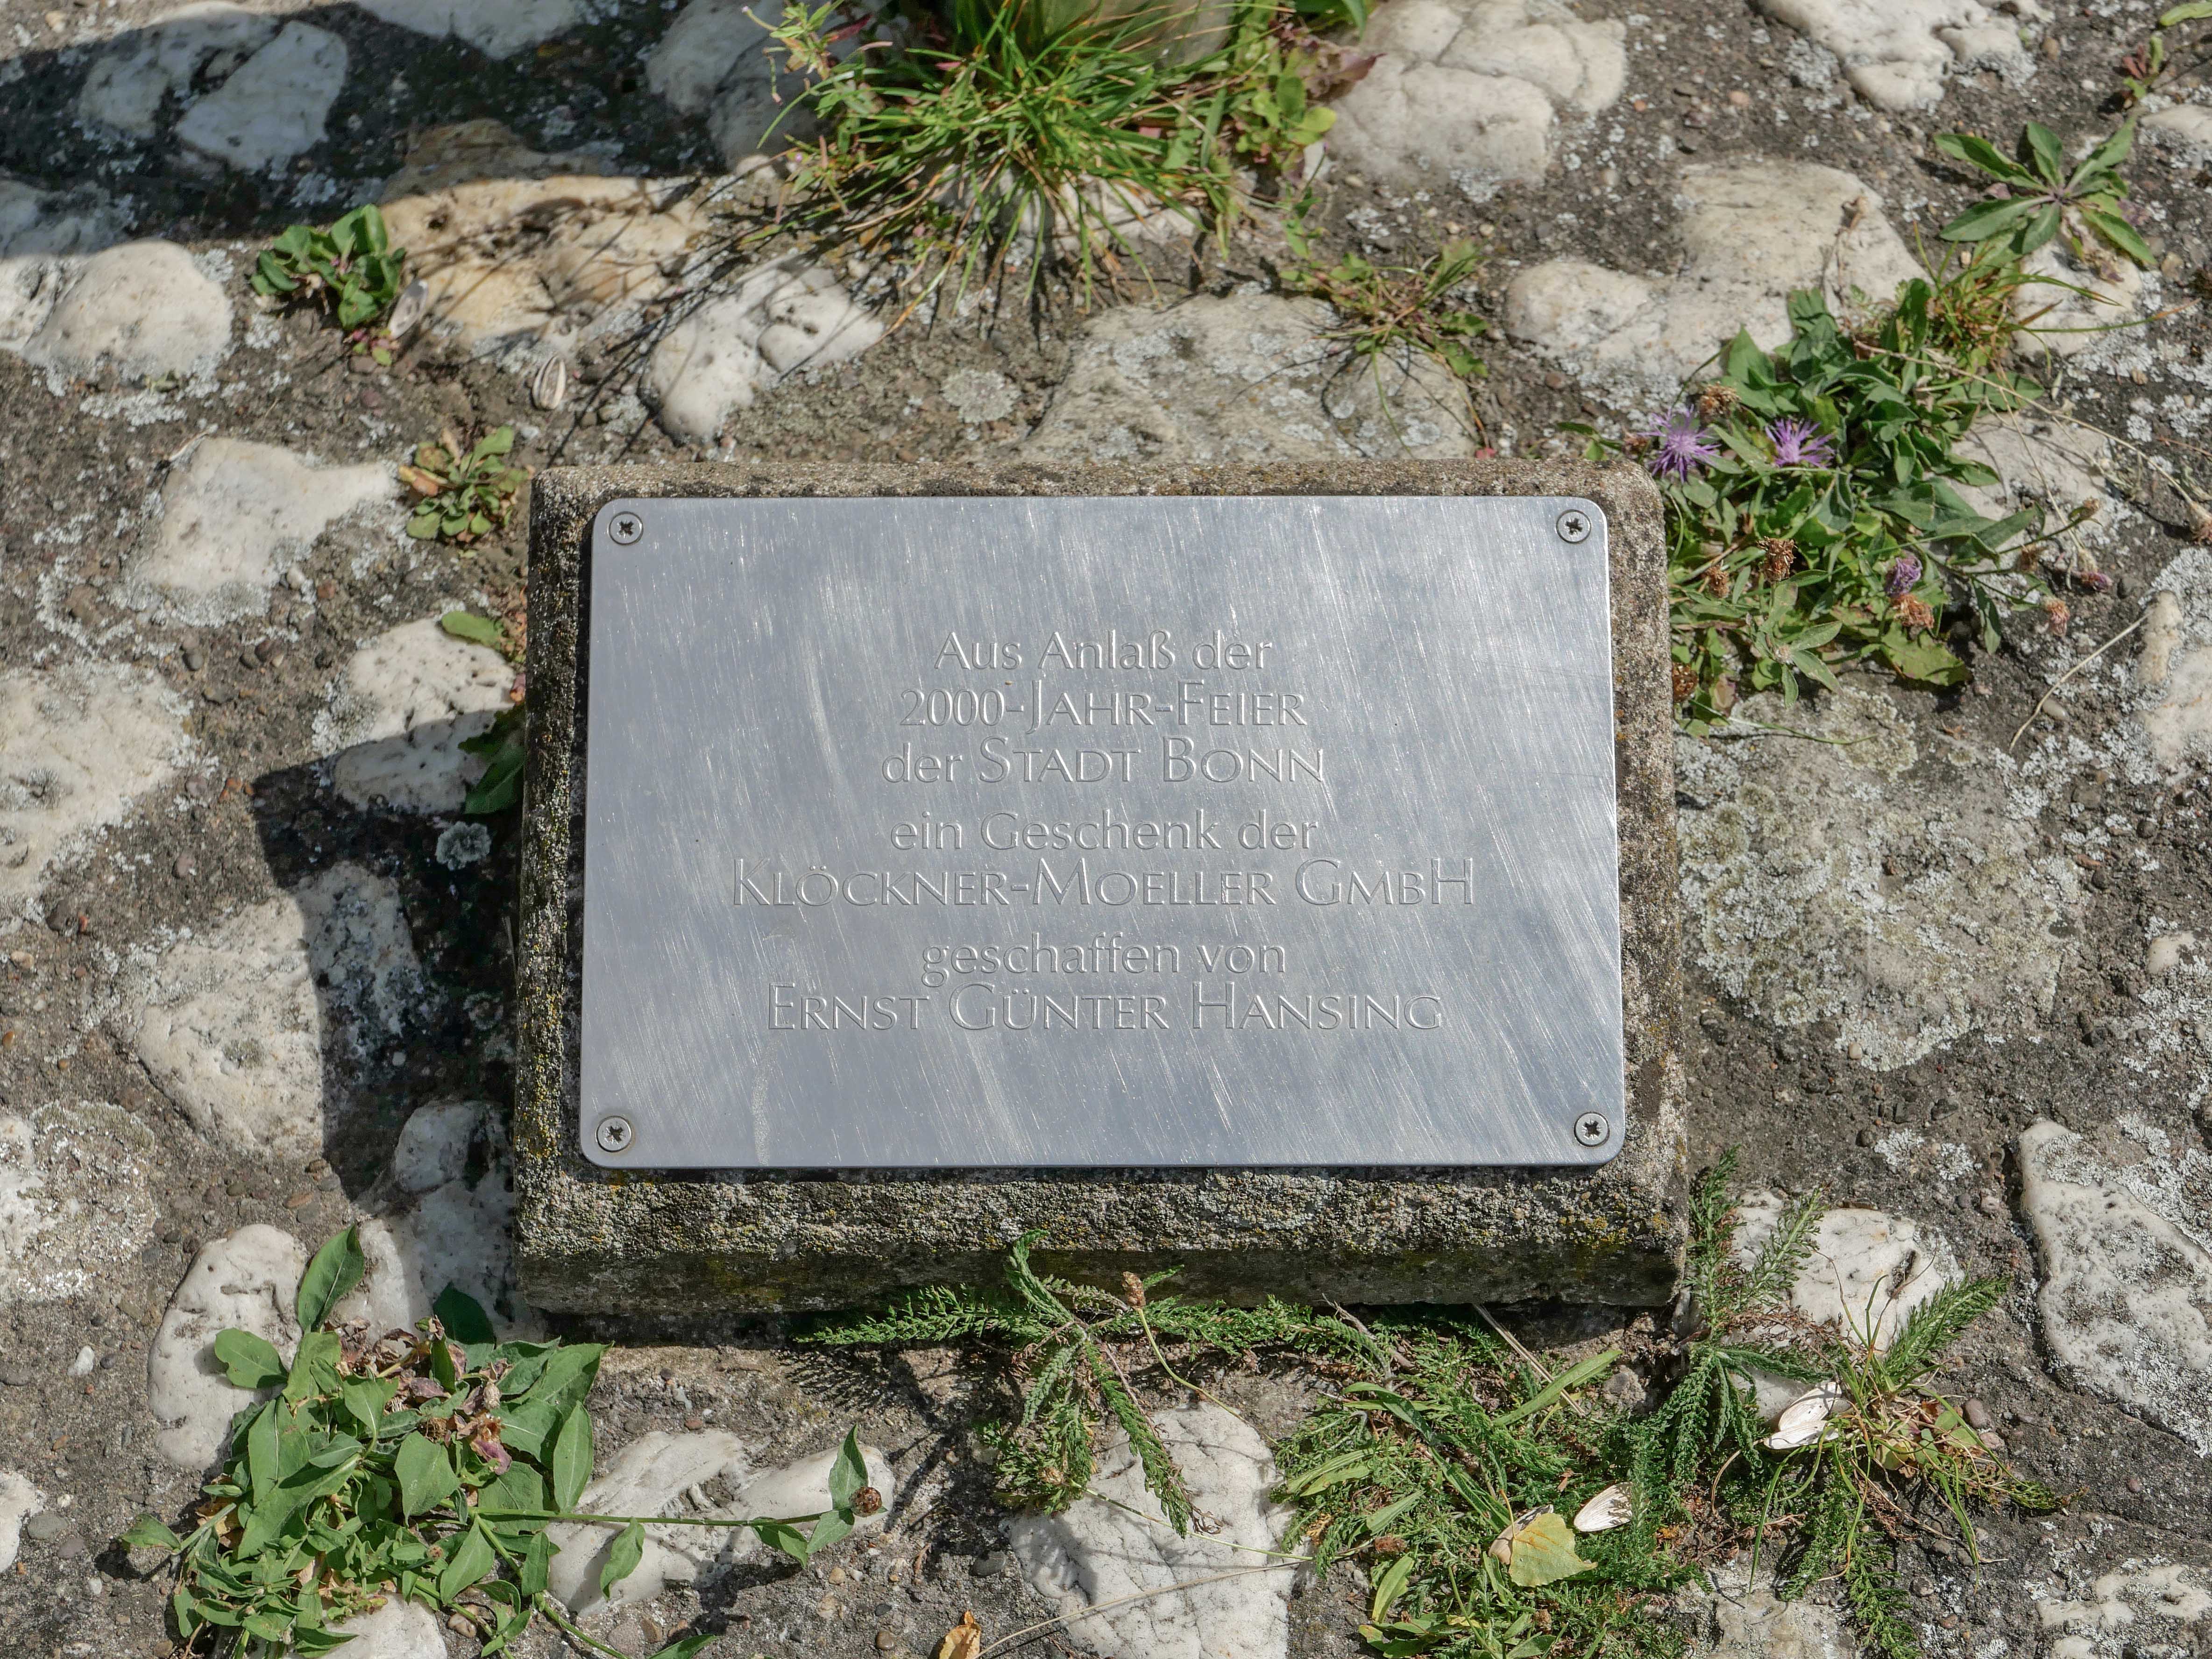 Aus Anlaß der
2000-JAHR-FEIER
der STADT BONN
ein Geschenk der
KLÖCKNER-MOELLER GMBH
geschaffen von
ERNST GÜNTER HANSING